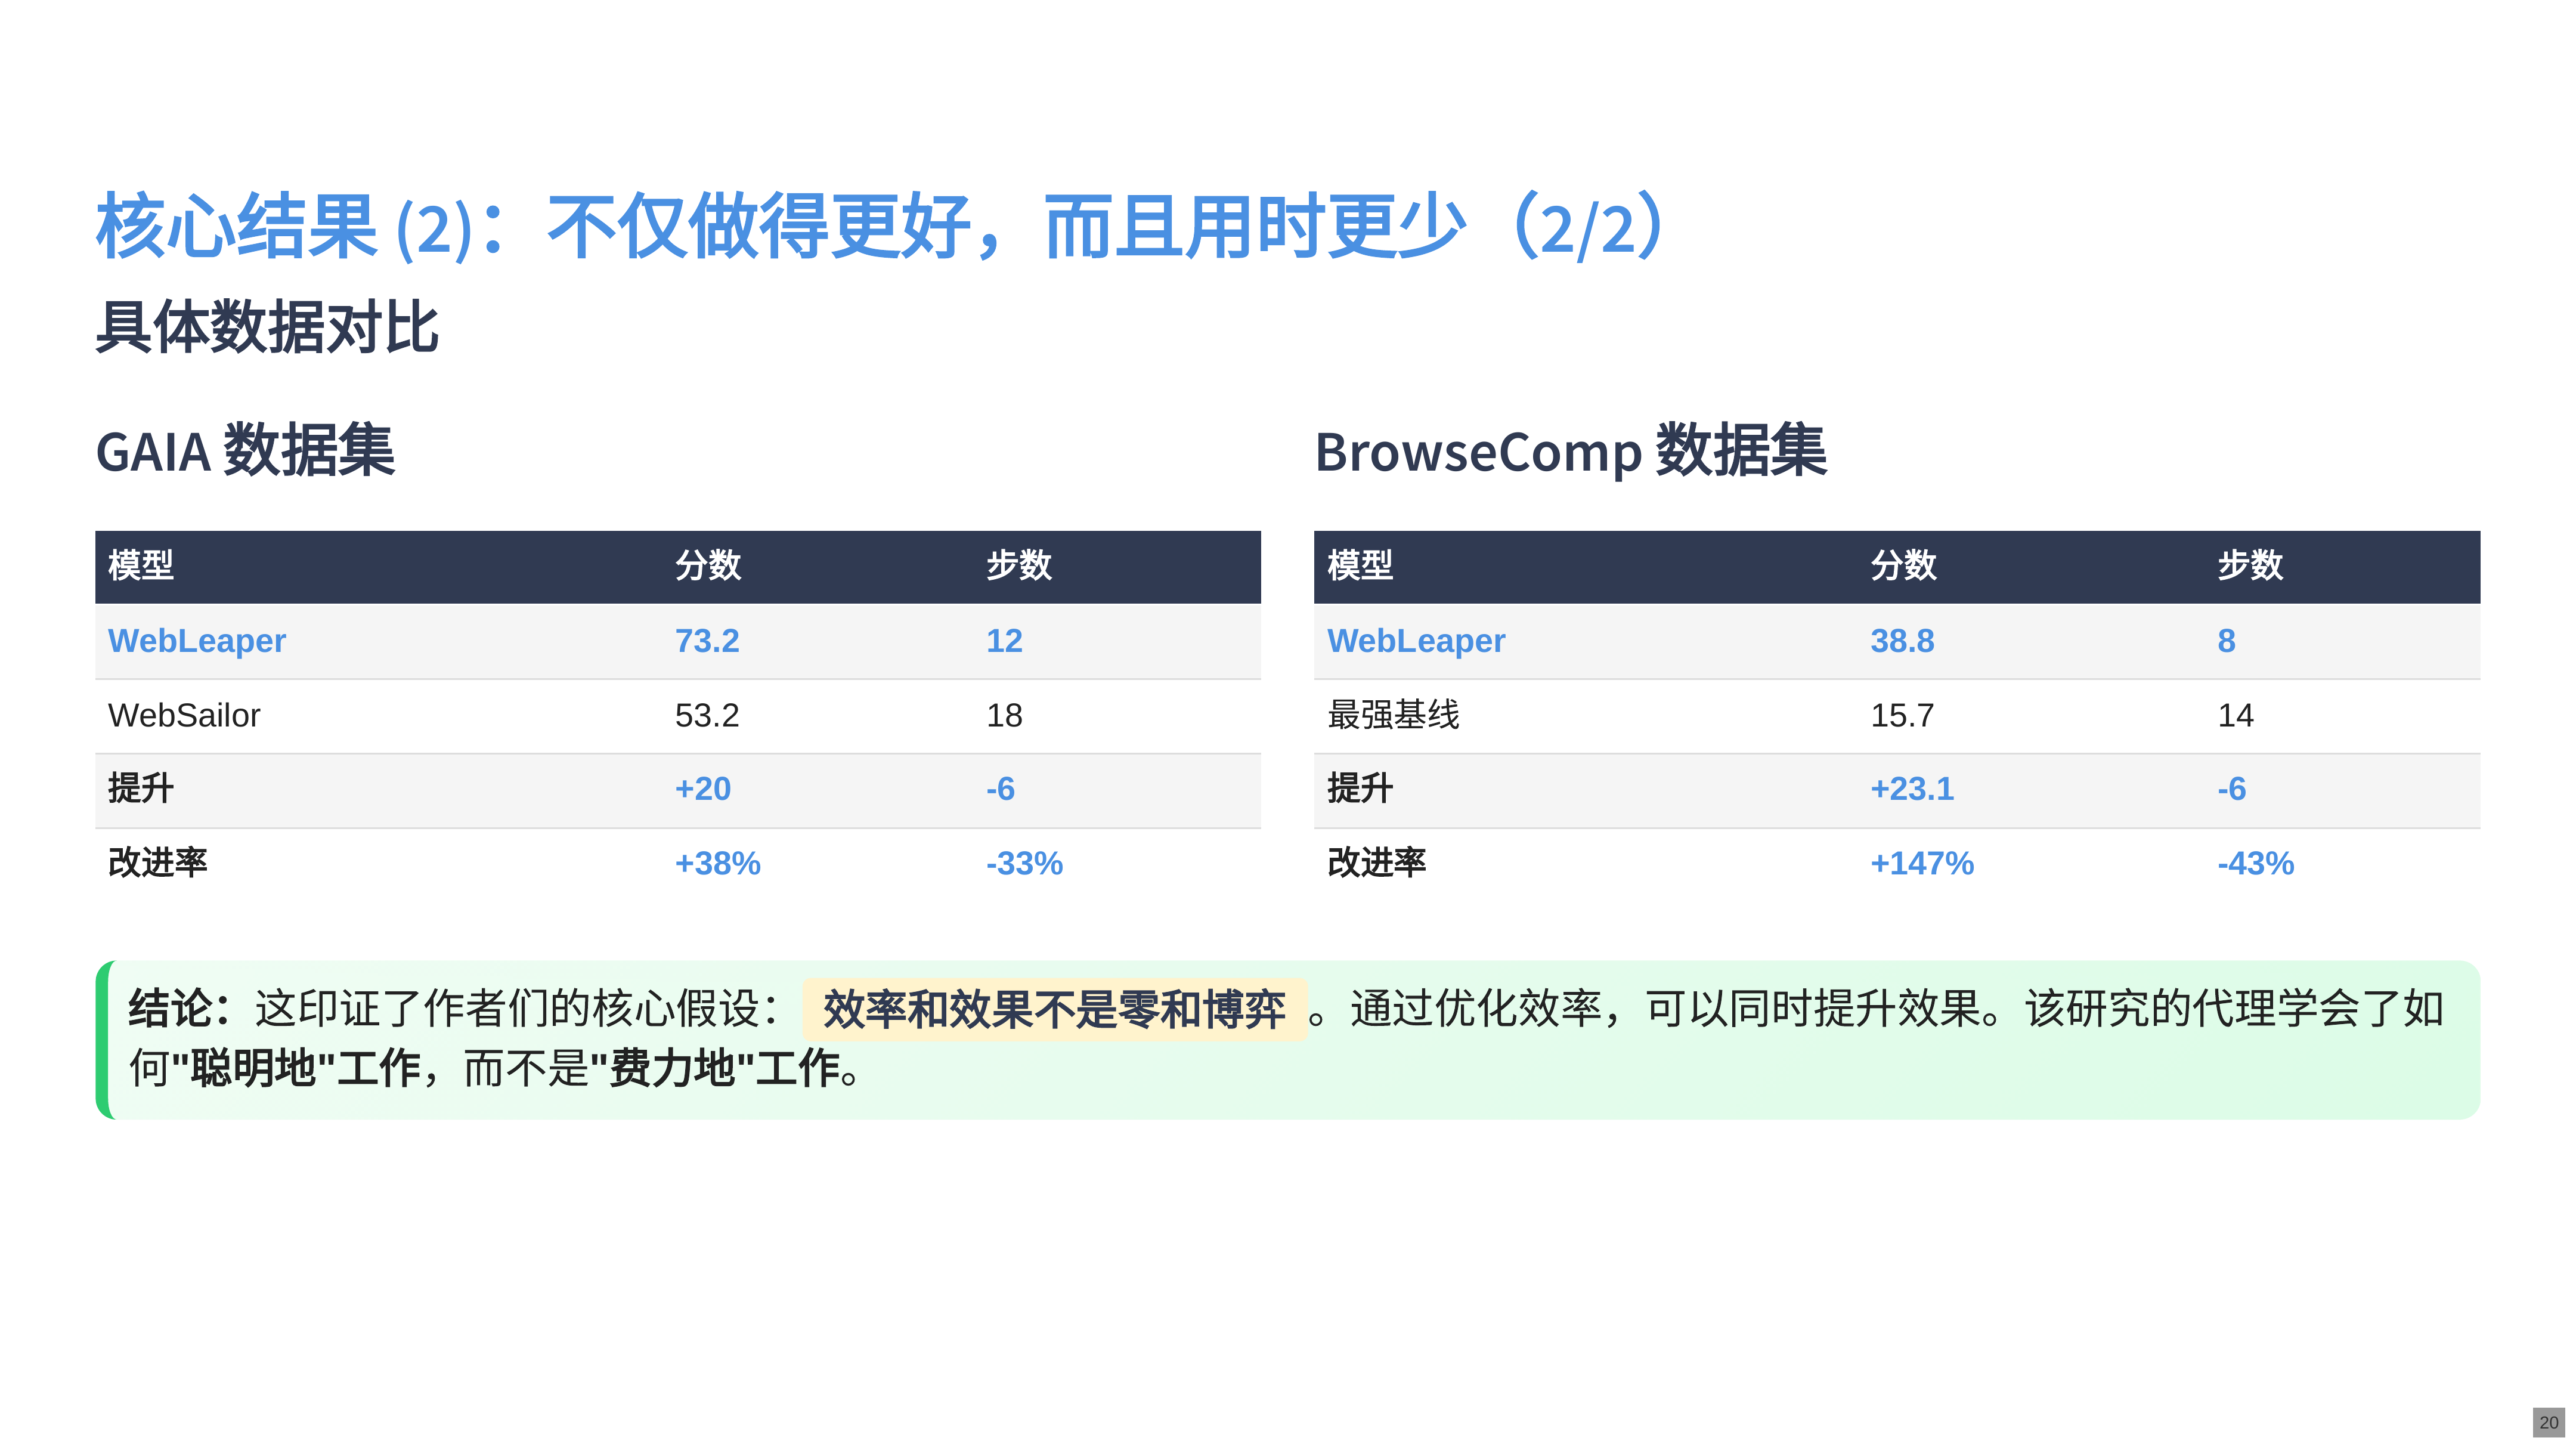 核心结果 (2)：不仅做得更好，而且用时更少（2/2）
具体数据对比
GAIA 数据集
模型 分数 步数
WebLeaper 73.2 12
WebSailor 53.2 18
提升 +20 -6
改进率 +38% -33%
BrowseComp 数据集
模型 分数 步数
WebLeaper 38.8 8
最强基线 15.7 14
提升 +23.1 -6
改进率 +147% -43%
结论：这印证了作者们的核心假设：效率和效果不是零和博弈。通过优化效率，可以同时提升效果。该研究的代理学会了如
何"聪明地"工作，而不是"费力地"工作。
20